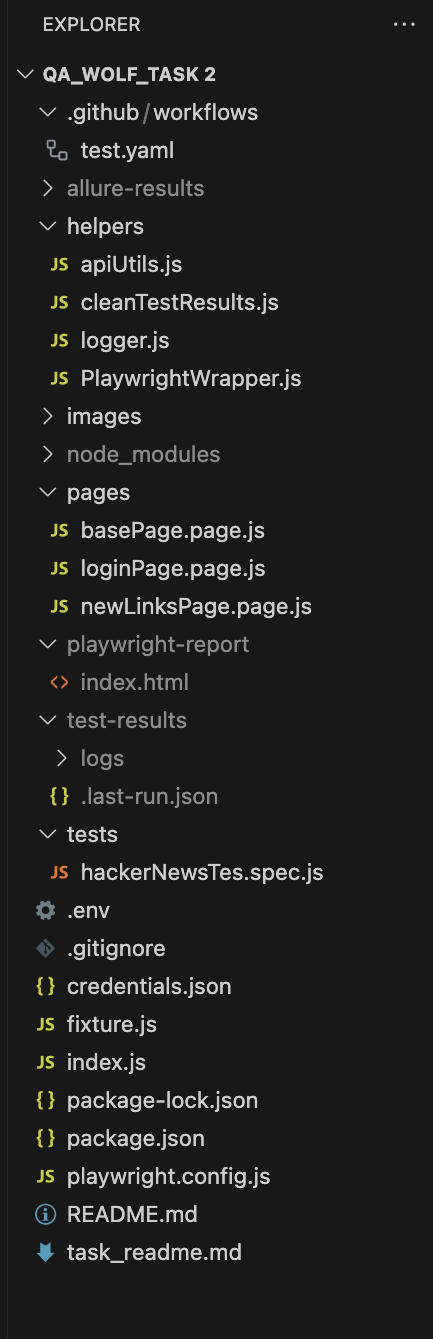 EXPLORER ...
QA_WOLF_TASK 2
.github/workflows
test.yaml
allure-results
helpers
JS apiUtils.js
JS cleanTestResults.js
JS logger.js
JS PlaywrightWrapper.js
images
node_modules
pages
JS basePage.page.js
JS loginPage.page.js
JS newLinksPage.page.js
playwright-report
<> index.html
test-results
logs
{} .last-run.json
tests
JS hackerNewsTes.spec.js
.env
.gitignore
{} credentials.json
JS fixture.js
JS index.js
{} package-lock.json
{} package.json
JS playwright.config.js
README.md
task_readme.md